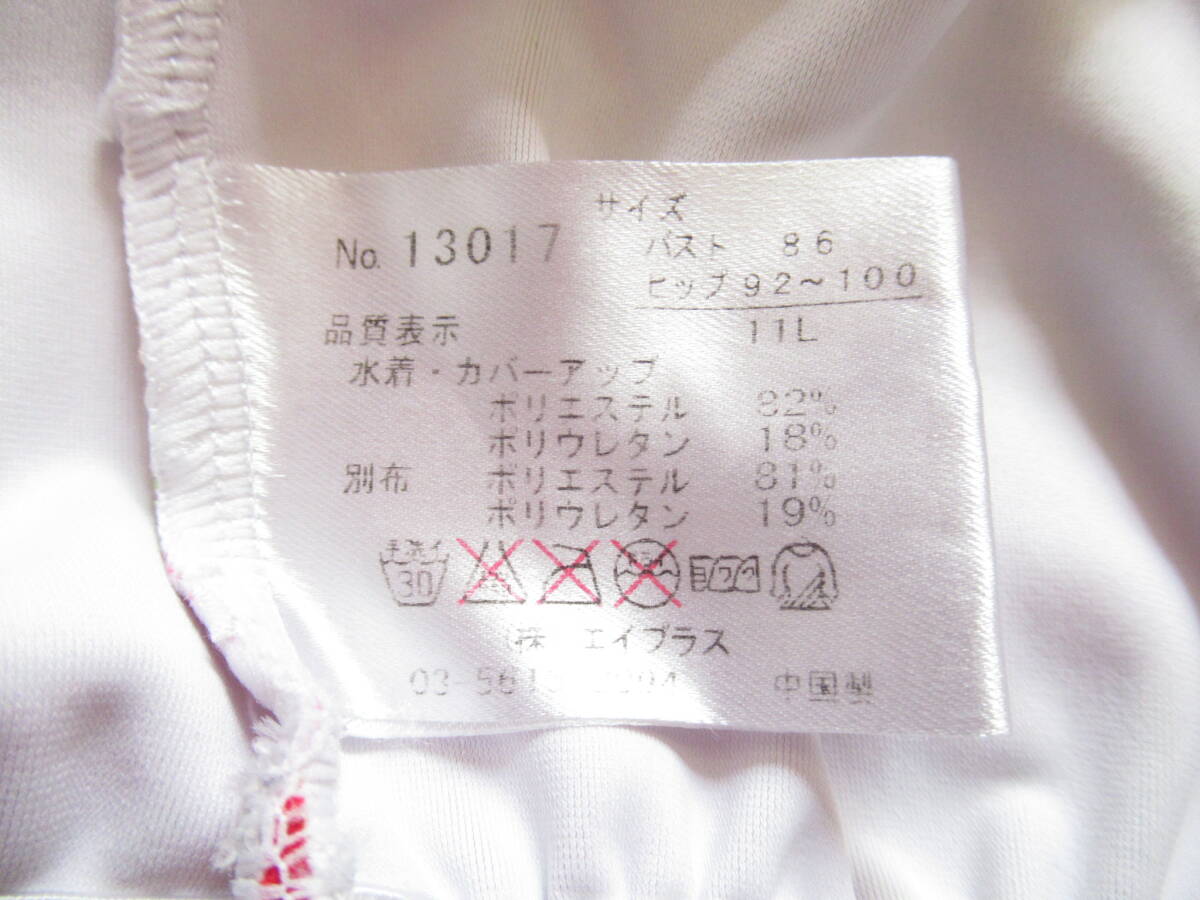 サイズ
No. 13017 バスト 86
ヒップ 92～100
品質表示 11L
水着・カバーアップ
ポリエステル 82%
ポリウレタン 18%
別布 ポリエステル 81%
ポリウレタン 19%
手洗イ 30
エイプラス
中国製